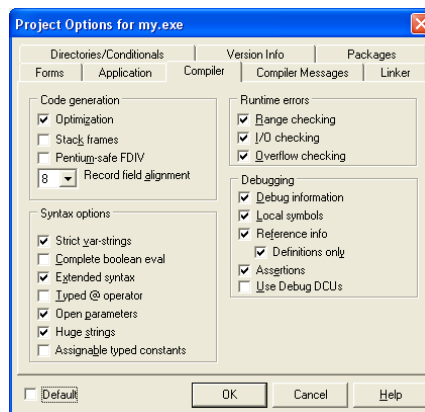 Project Options for my.exe
Directories/Conditionals
Version Info
Packages
Forms
Application
Compiler
Compiler Messages
Linker
Code generation
Optimization
Stack frames
Pentium-safe FDIV
8
Record field alignment
Syntax options
Strict var-strings
Complete boolean eval
Extended syntax
Typed @ operator
Open parameters
Huge strings
Assignable typed constants
Runtime errors
Range checking
I/O checking
Overflow checking
Debugging
Debug information
Local symbols
Reference info
Definitions only
Assertions
Use Debug DCUs
Default
OK
Cancel
Help